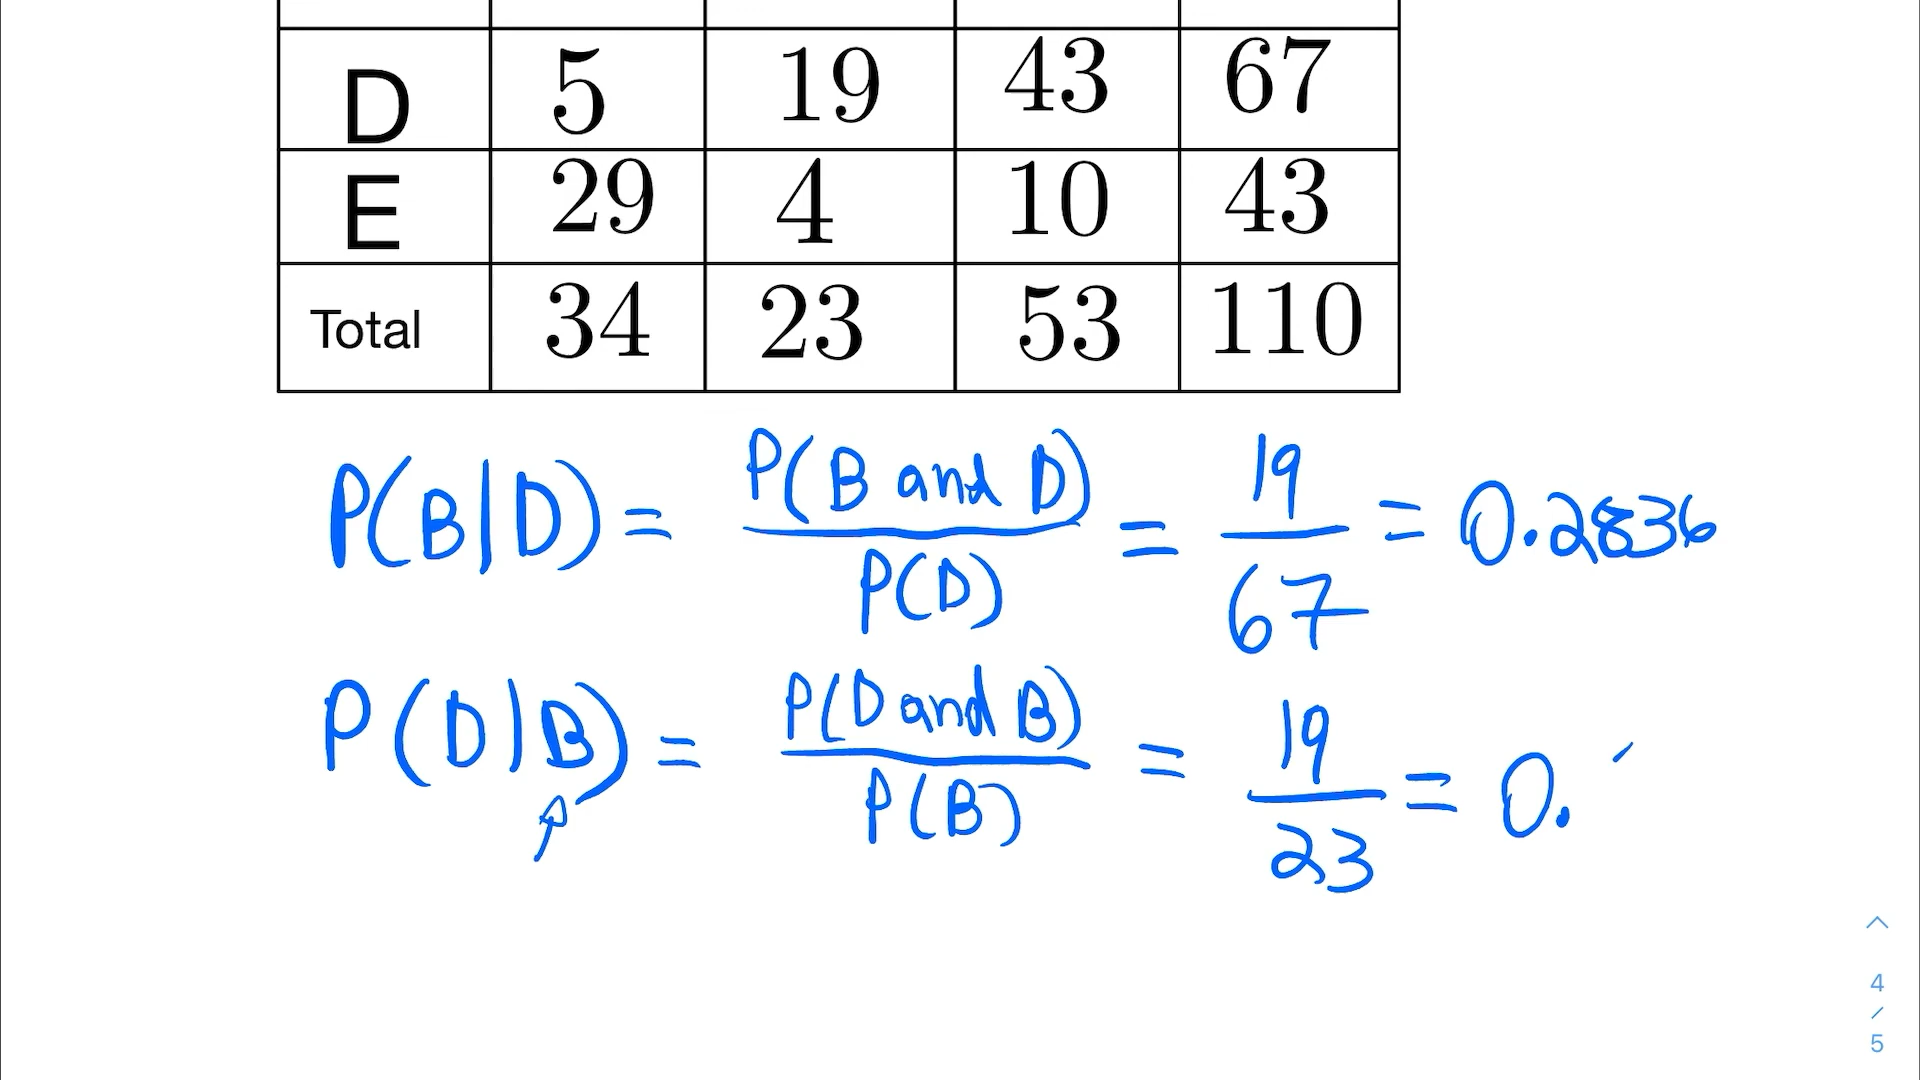 D 5 19 43 67
E 29 4 10 43
Total 34 23 53 110
P(B|D) = P(B and D) / P(D) = 19 / 67 = 0.2836
P(D|B) = P(D and B) / P(B) = 19 / 23 = 0.
4
/
5